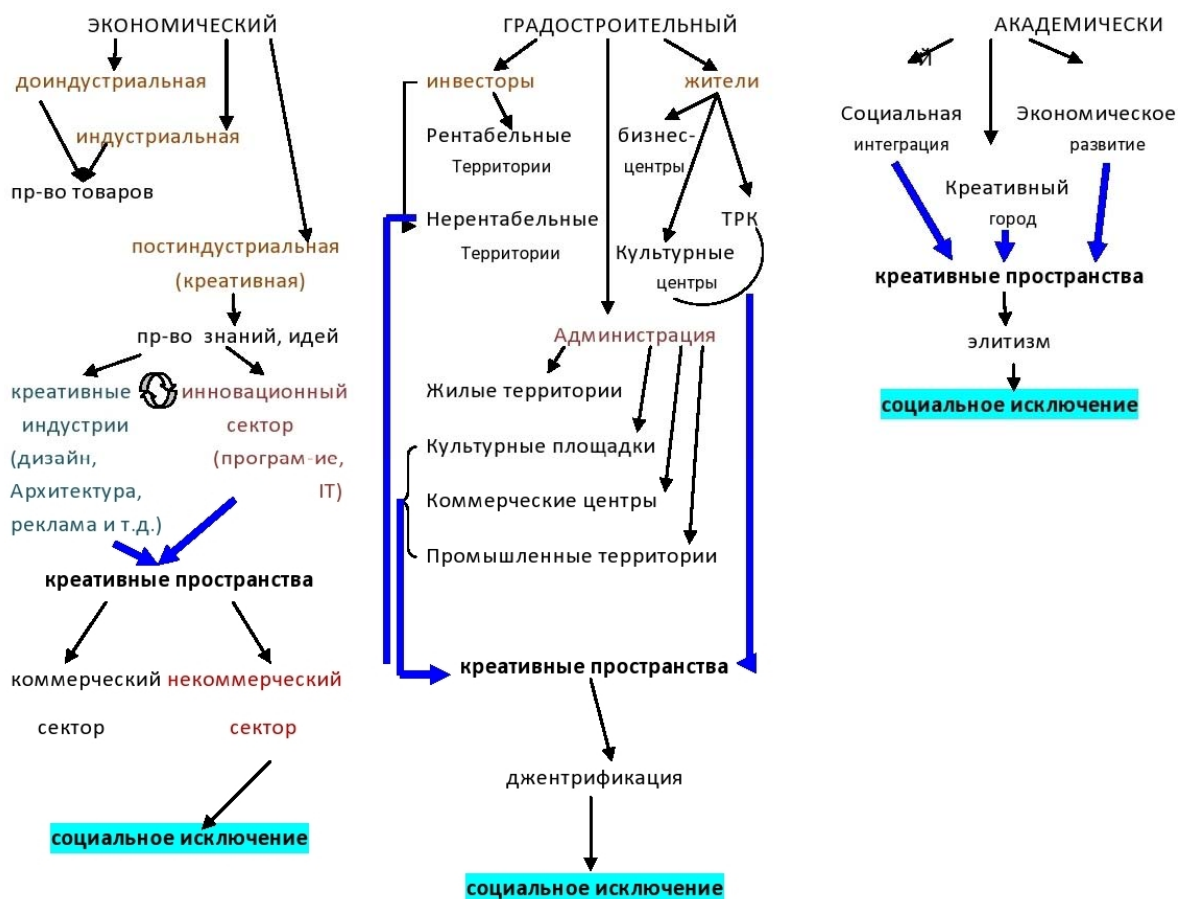 ЭКОНОМИЧЕСКИЙ
доиндустриальная
индустриальная
пр-во товаров
постиндустриальная
(креативная)
пр-во знаний, идей
креативные
индустрии
(дизайн,
Архитектура,
реклама и т.д.)
инновационный
сектор
(програм-ие,
IT)
креативные пространства
коммерческий
сектор
некоммерческий
сектор
социальное исключение
ГРАДОСТРОИТЕЛЬНЫЙ
инвесторы
Рентабельные
Территории
Нерентабельные
Территории
жители
бизнес-
центры
ТРК
Культурные
центры
Администрация
Жилые территории
Культурные площадки
Коммерческие центры
Промышленные территории
креативные пространства
джентрификация
социальное исключение
АКАДЕМИЧЕСКИ
Й
Социальная
интеграция
Экономическое
развитие
Креативный
город
креативные пространства
элитизм
социальное исключение